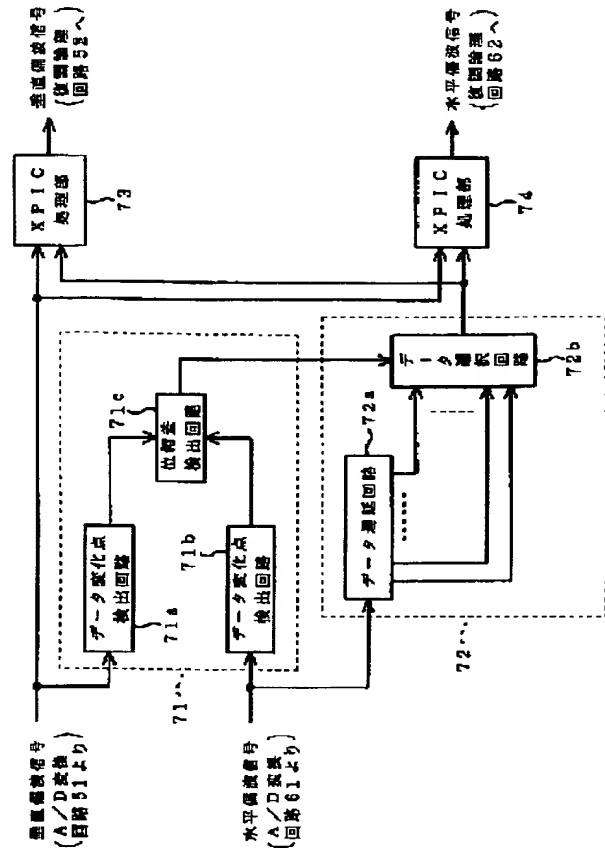 垂直偏波信号
(A/D変換
回路51より)
水平偏波信号
(A/D変換
回路61より)
データ変化点
検出回路
71a
データ変化点
検出回路
71b
位相差
検出回路
71c
71
データ遅延回路
72a
データ選択回路
72b
72
XPIC
処理部
73
XPIC
処理部
74
垂直偏波信号
(復調論理
回路52へ)
水平偏波信号
(復調論理
回路62へ)